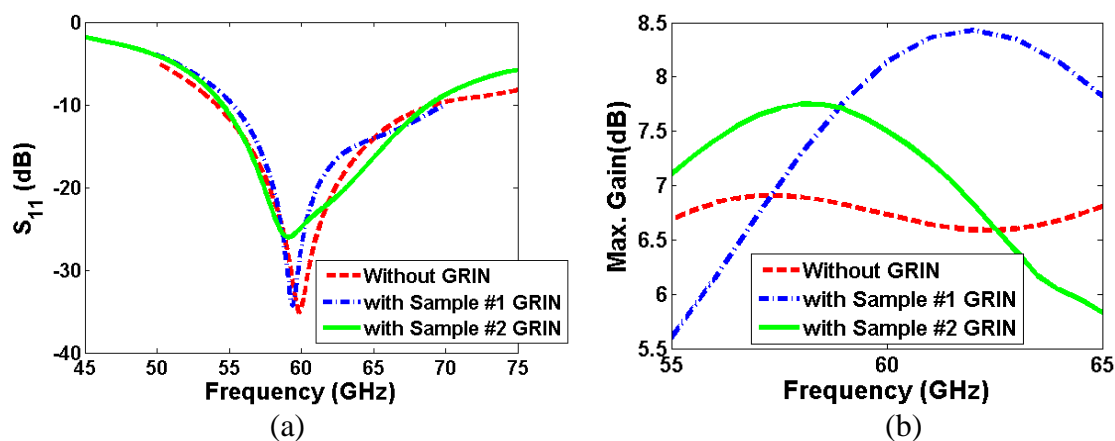 0
-10
-20
-30
-40
S11 (dB)
45 50 55 60 65 70 75
Frequency (GHz)
Without GRIN
with Sample #1 GRIN
with Sample #2 GRIN
(a)
8.5
8
7.5
7
6.5
6
5.5
Max. Gain(dB)
55 60 65
Frequency (GHz)
Without GRIN
with Sample #1 GRIN
with Sample #2 GRIN
(b)